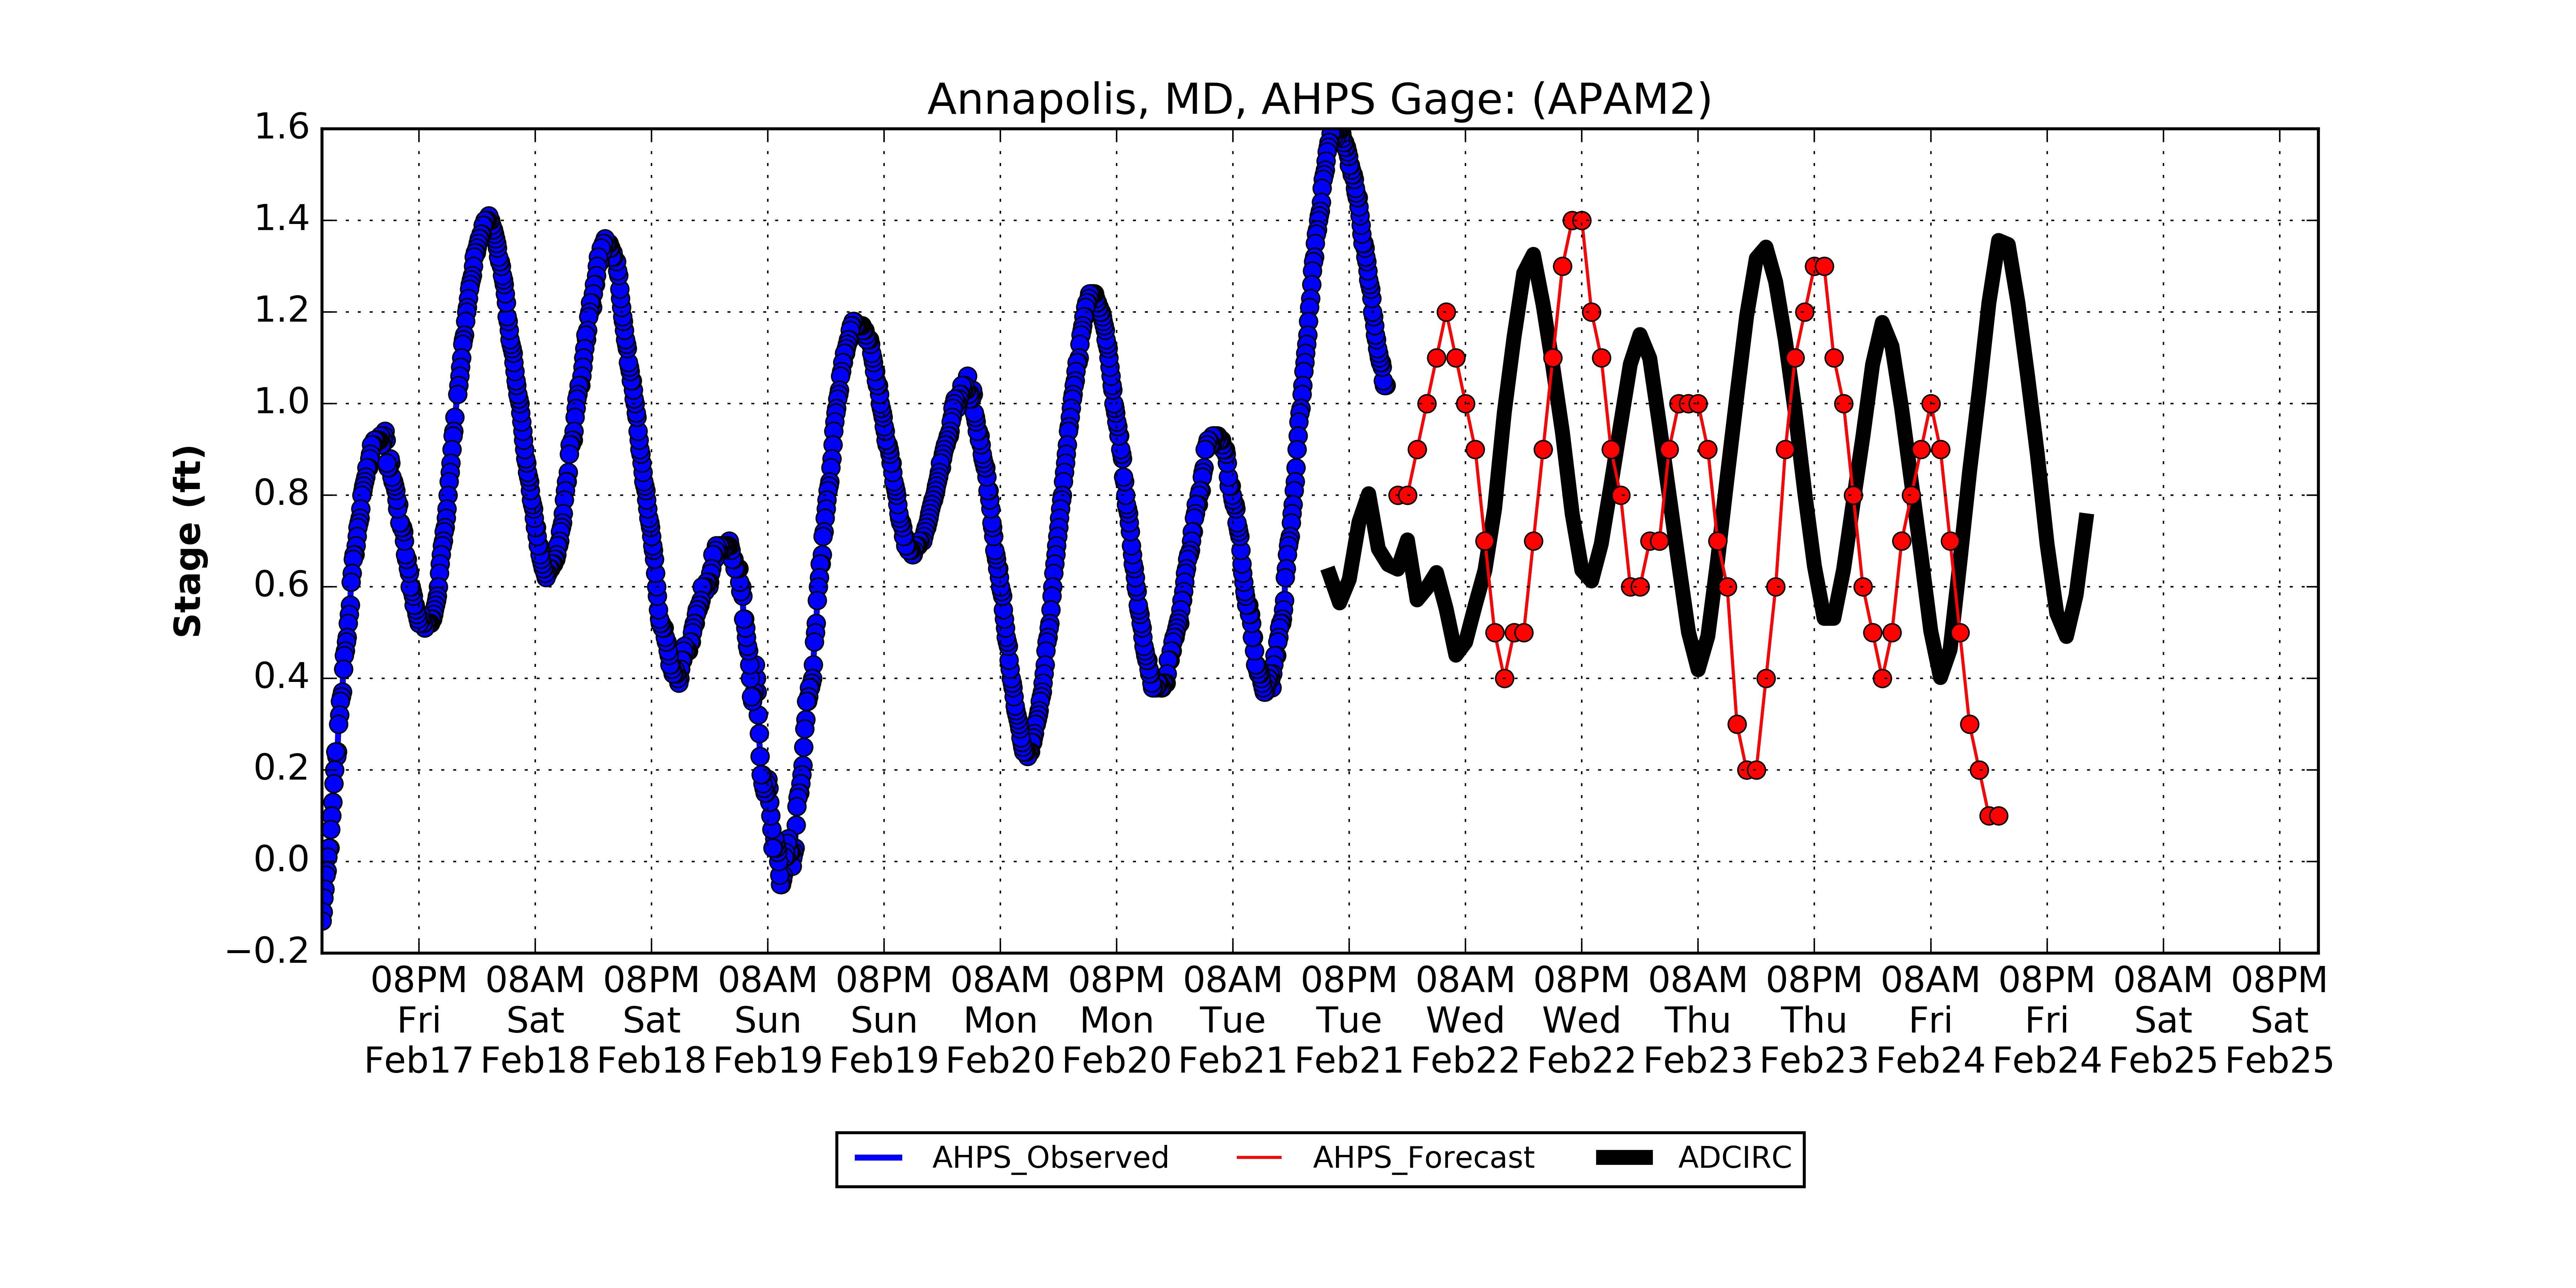 Annapolis, MD, AHPS Gage: (APAM2)
Stage (ft)
1.6
1.4
1.2
1.0
0.8
0.6
0.4
0.2
0.0
−0.2
08PM 08AM 08PM 08AM 08PM 08AM 08PM 08AM 08PM 08AM 08PM 08AM 08PM 08AM 08PM 08AM 08PM
Fri Sat Sat Sun Sun Mon Mon Tue Tue Wed Wed Thu Thu Fri Fri Sat Sat
Feb17 Feb18 Feb18 Feb19 Feb19 Feb20 Feb20 Feb21 Feb21 Feb22 Feb22 Feb23 Feb23 Feb24 Feb24 Feb25 Feb25
AHPS_Observed AHPS_Forecast ADCIRC